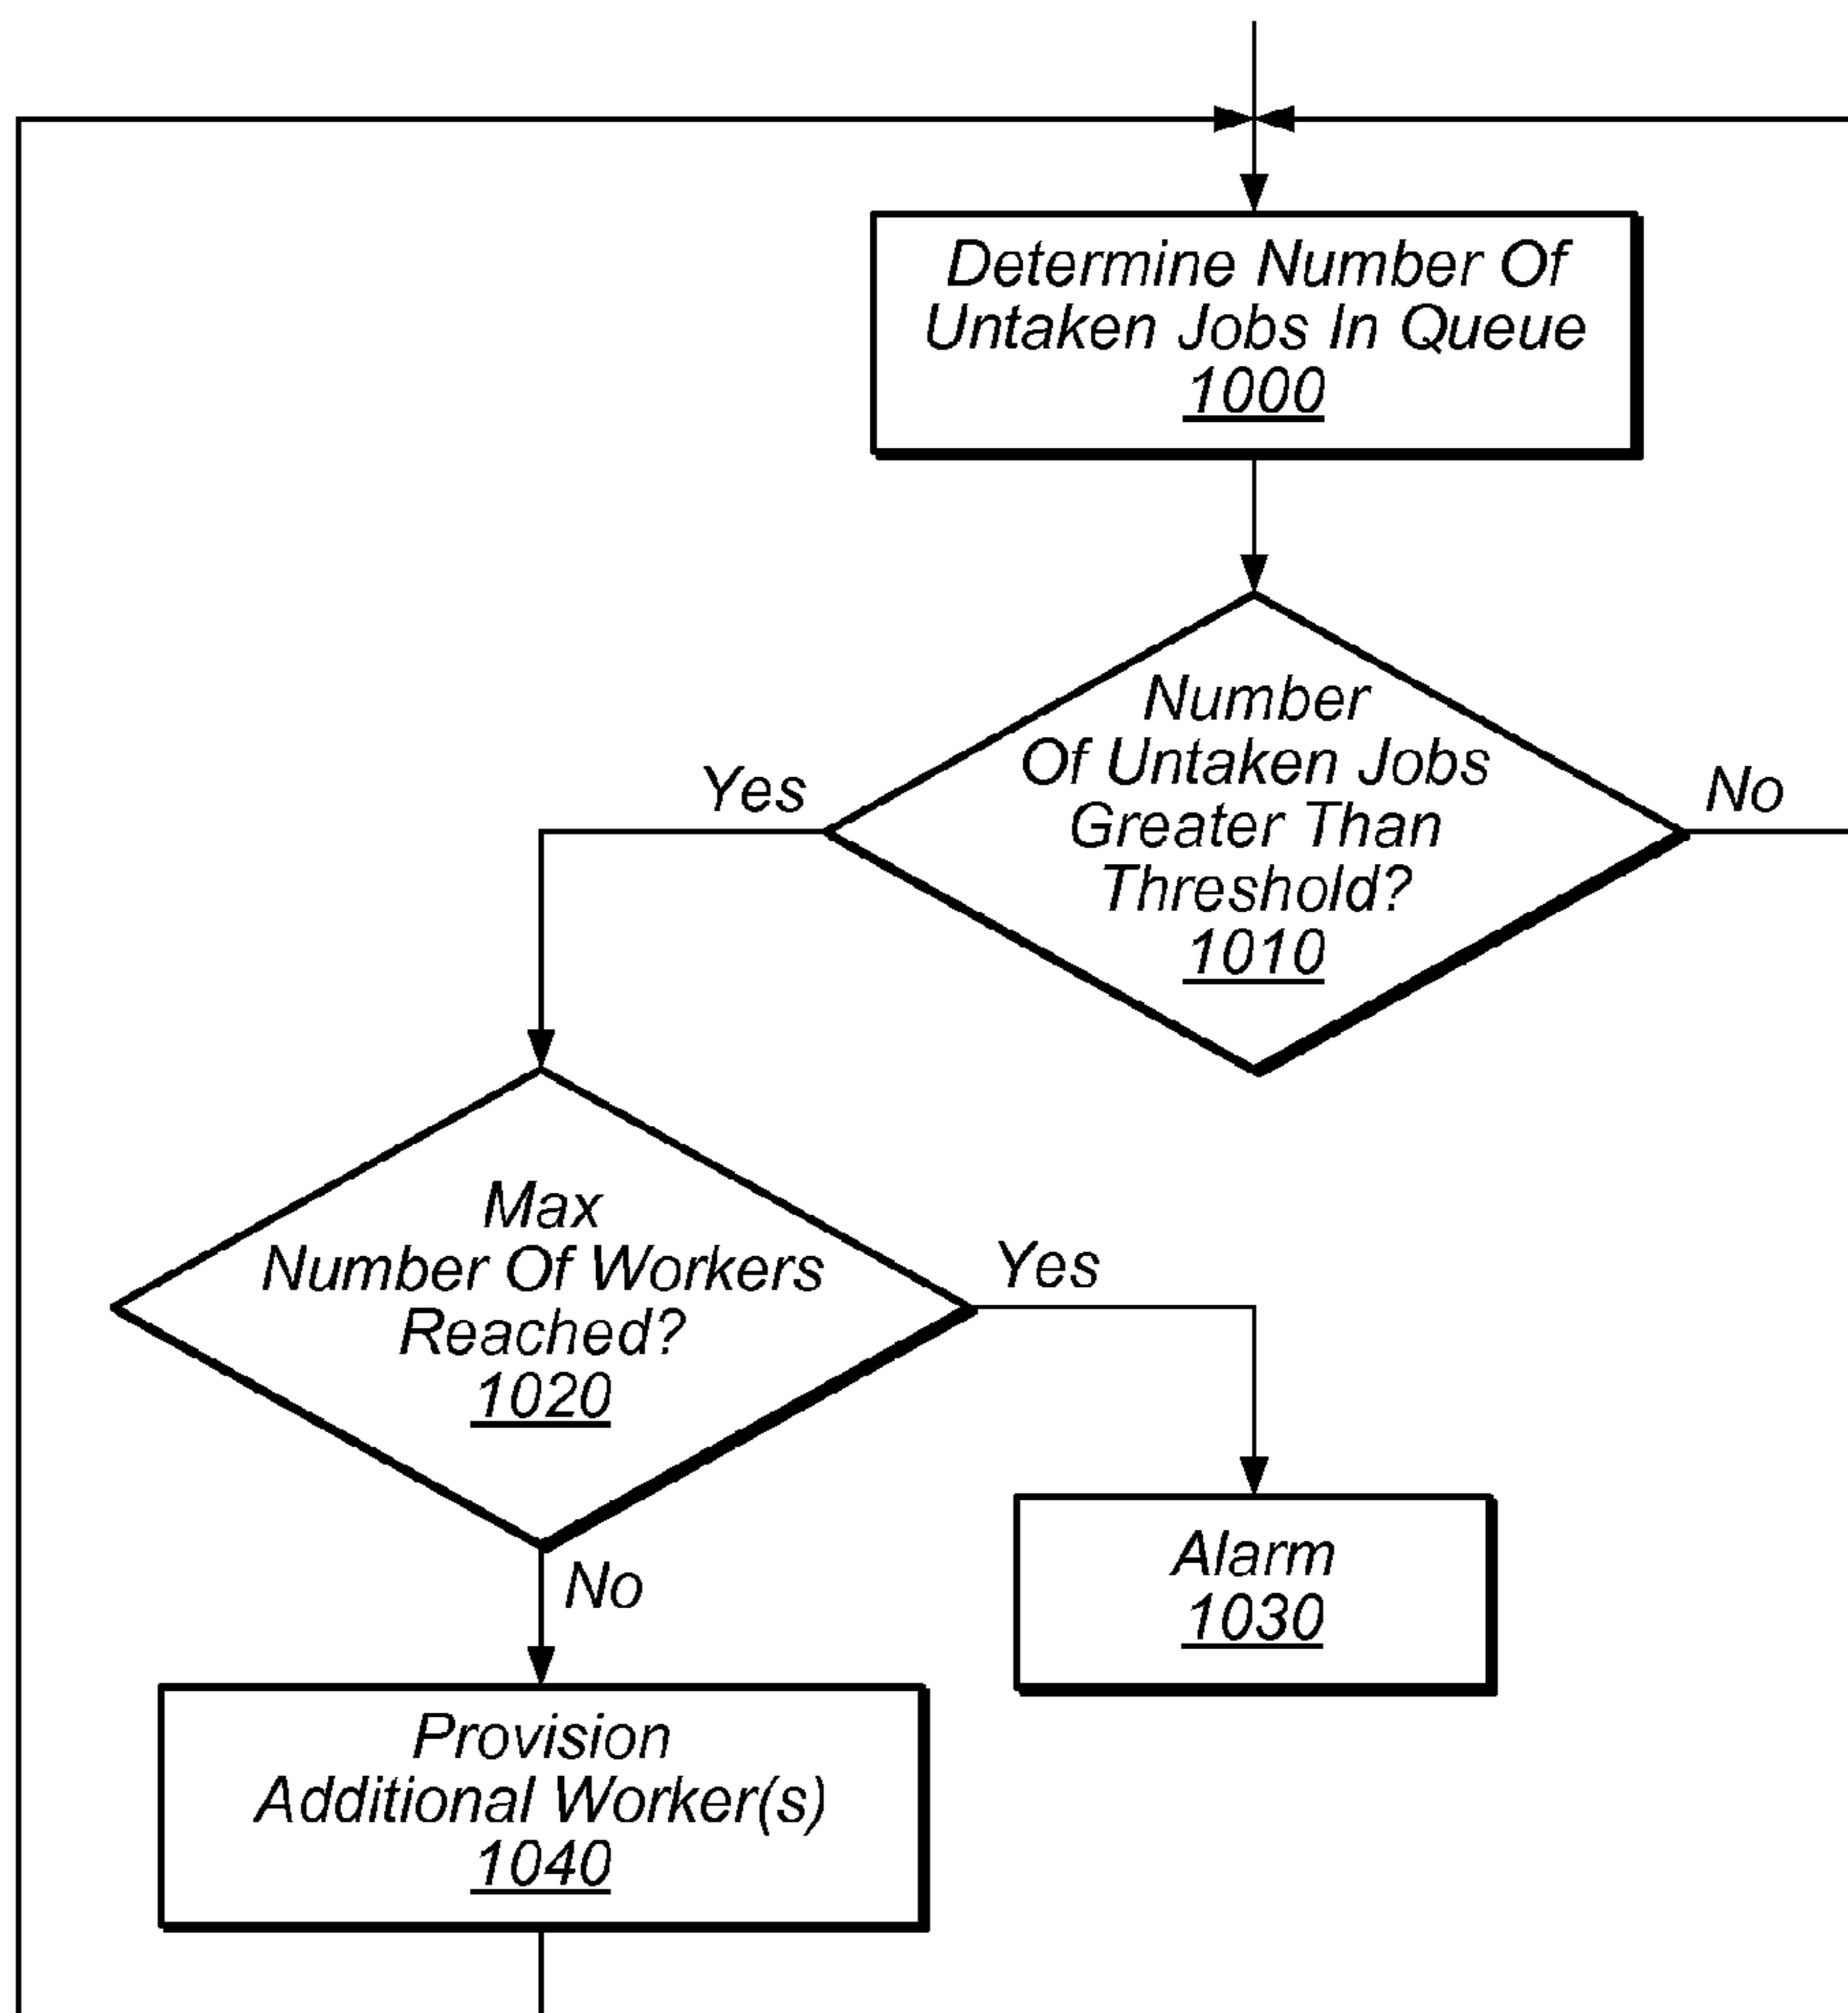 Determine Number Of
Untaken Jobs In Queue
1000
Number
Of Untaken Jobs
Greater Than
Threshold?
1010
Yes
No
Max
Number Of Workers
Reached?
1020
Yes
No
Alarm
1030
Provision
Additional Worker(s)
1040